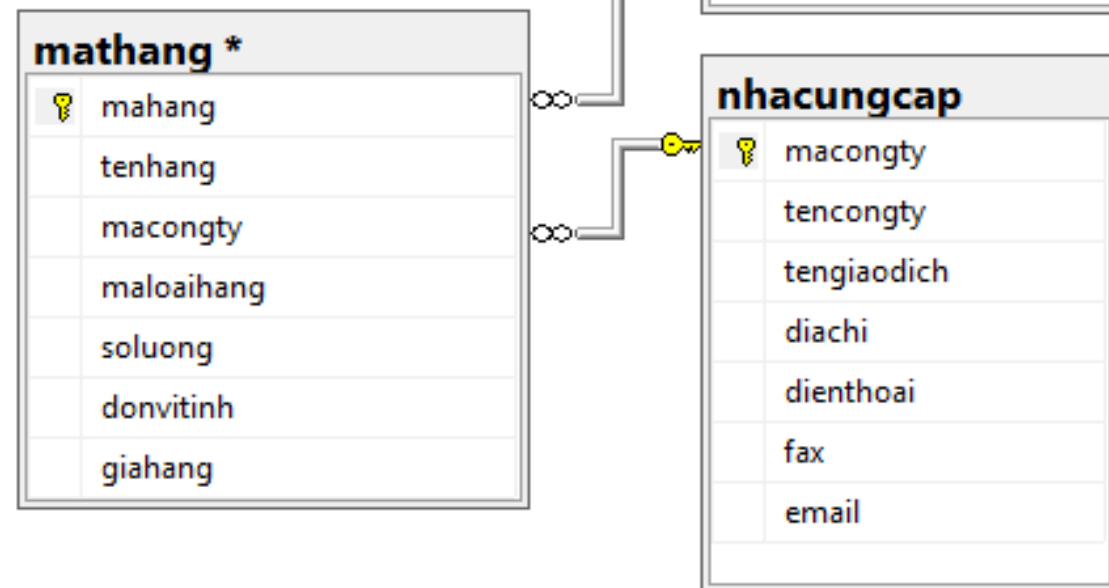 mathang *
mahang
tenhang
macongty
maloaihang
soluong
donvitinh
giahang
nhacungcap
macongty
tencongty
tengiaodich
diachi
dienthoai
fax
email